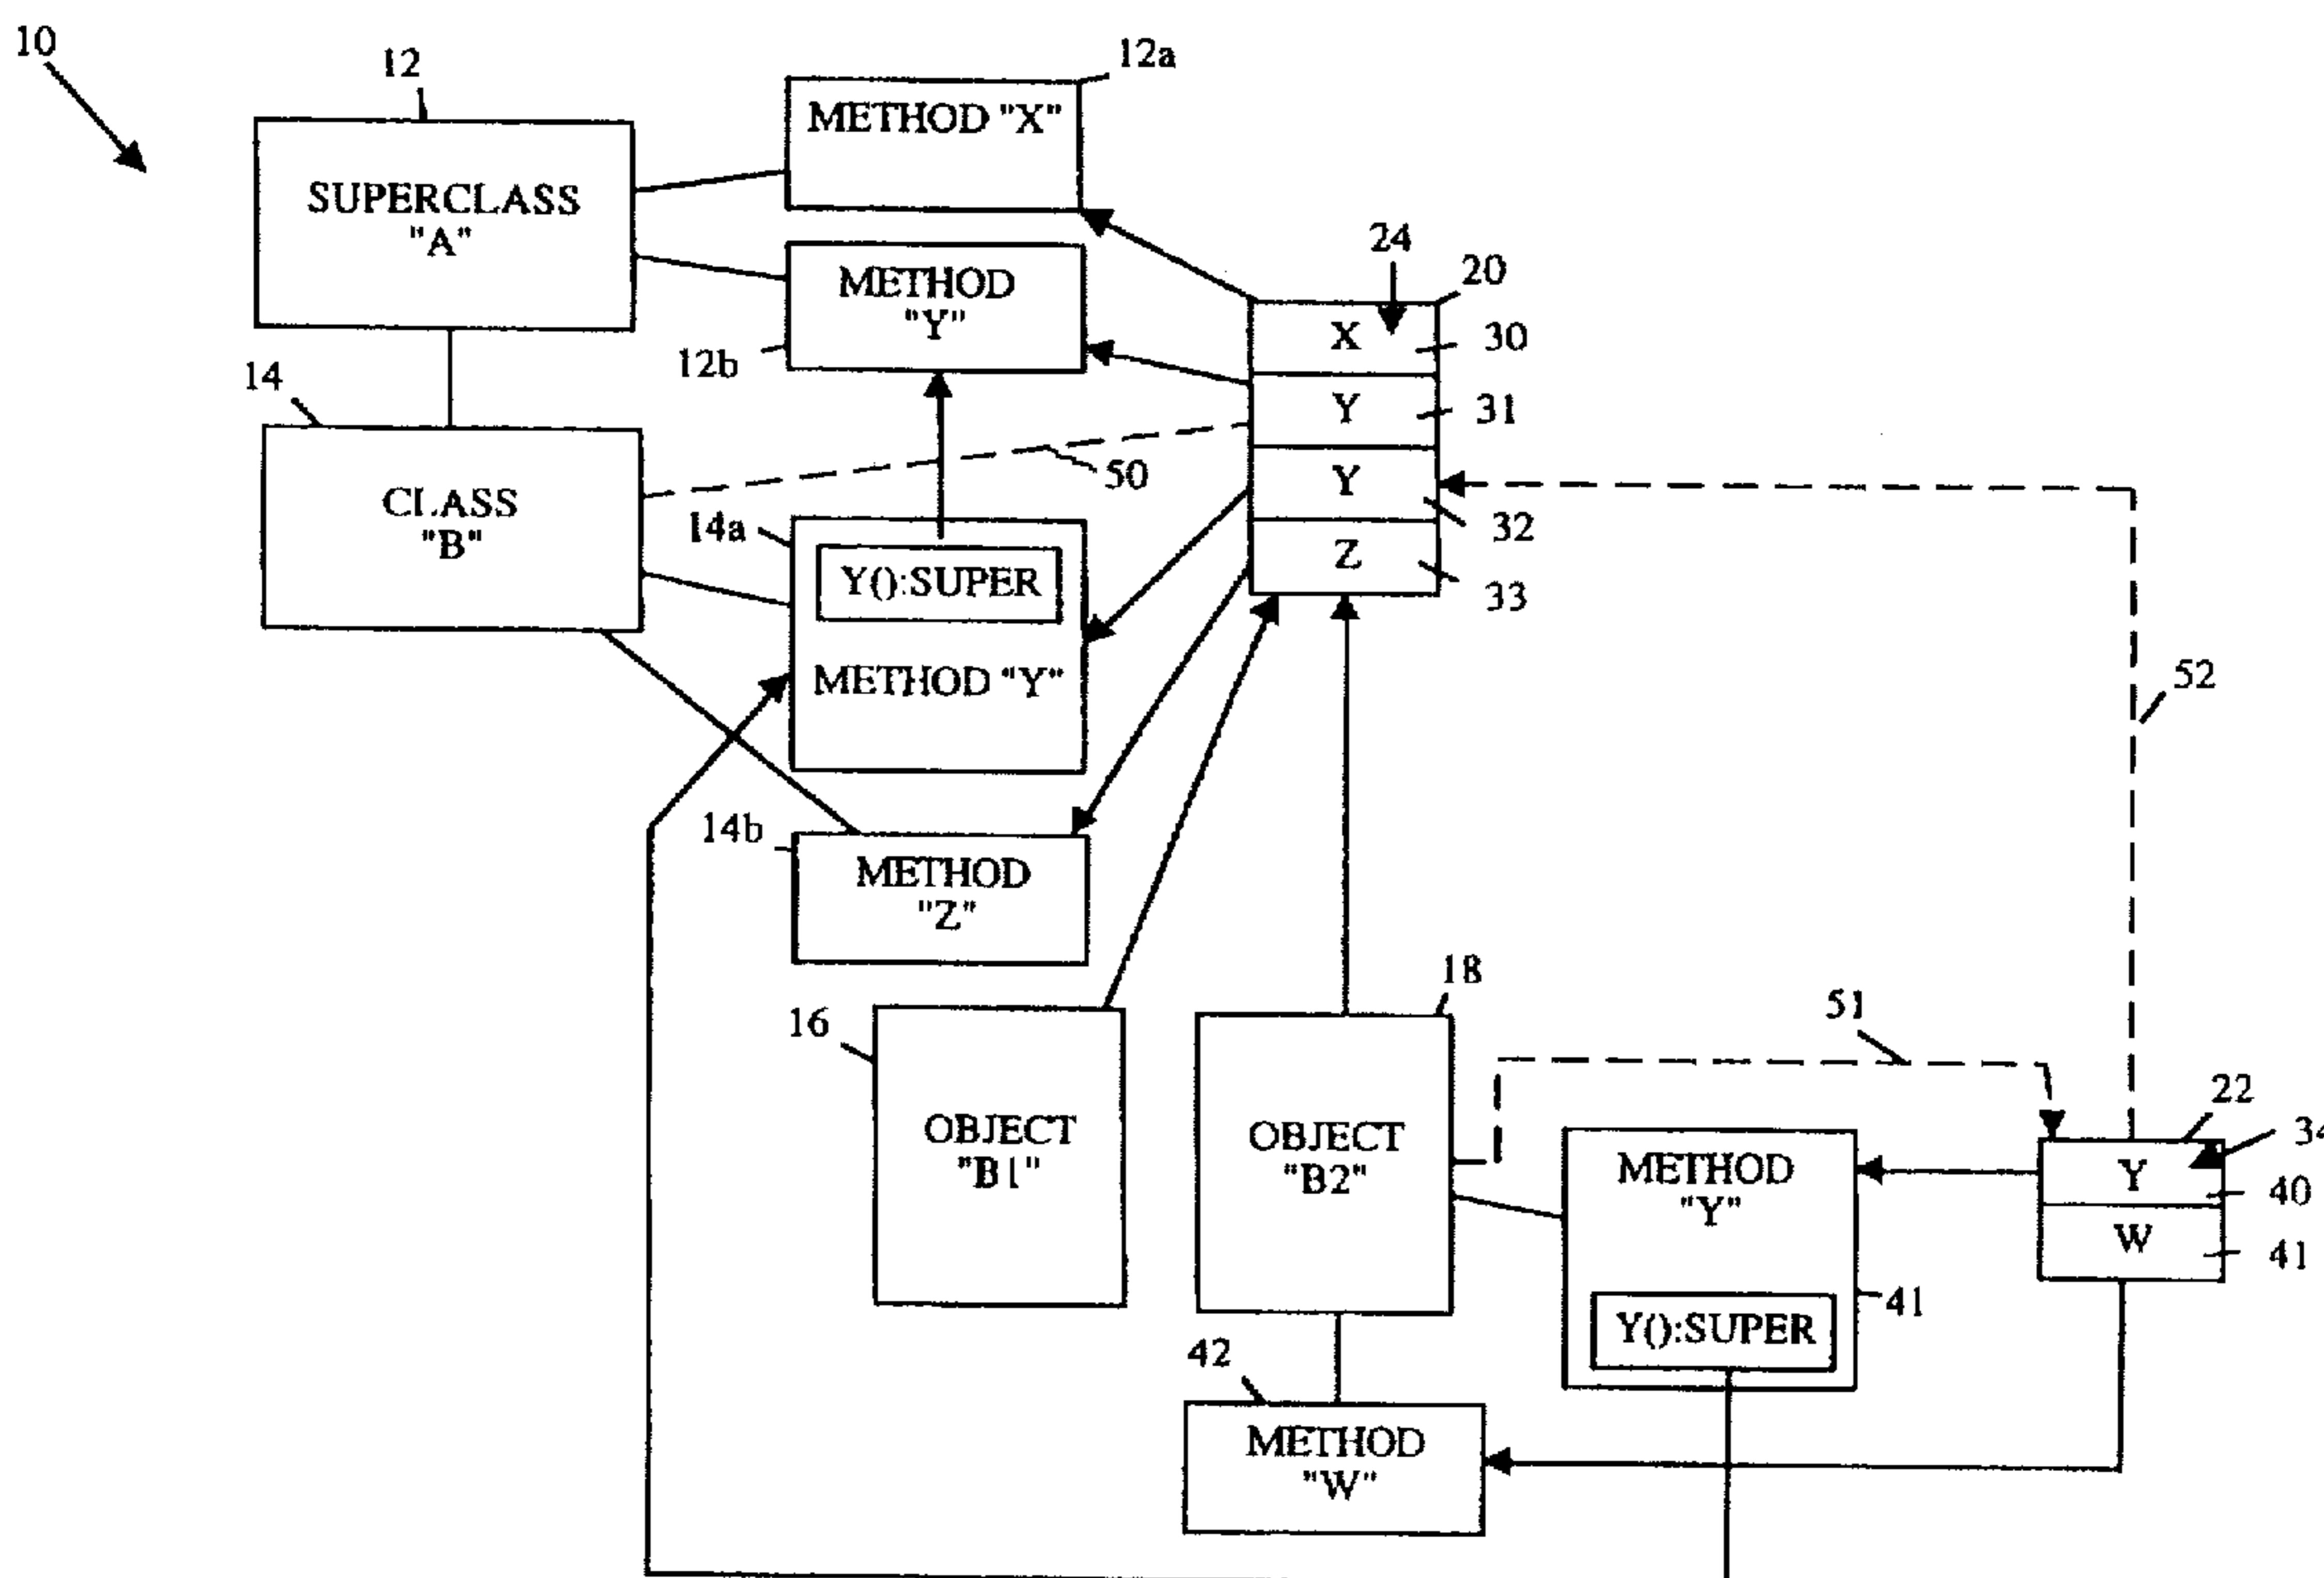 10
12
12a
METHOD "X"
SUPERCLASS
"A"
METHOD
"Y"
12b
24
20
X
30
Y
31
Y
32
Z
33
14
CLASS
"B"
50
14a
Y():SUPER
METHOD "Y"
52
14b
METHOD
"Z"
16
OBJECT
"B1"
18
OBJECT
"B2"
51
22
34
Y
40
W
41
METHOD
"Y"
Y():SUPER
41
42
METHOD
"W"